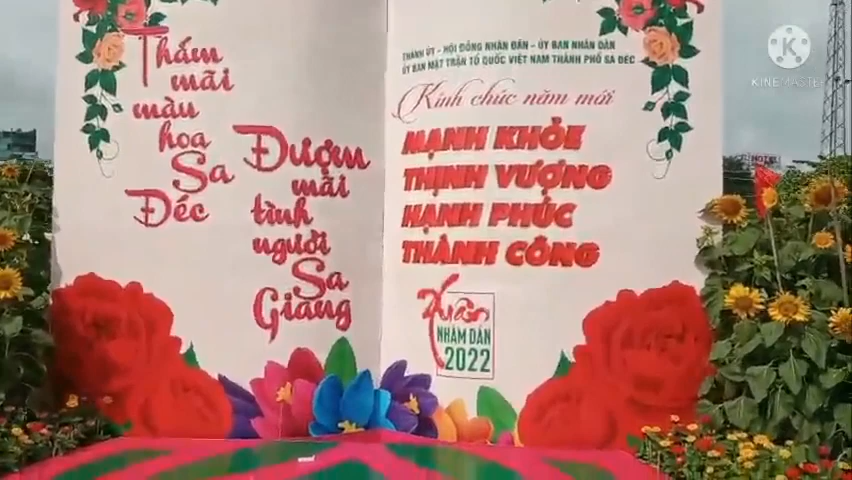 Thắm
mãi
màu
hoa
Sa
Đéc
Đượm
mãi
tình
người
Sa
Giang
THÀNH ỦY - HỘI ĐỒNG NHÂN DÂN - ỦY BAN NHÂN DÂN
ỦY BAN MẶT TRẬN TỔ QUỐC VIỆT NAM THÀNH PHỐ SA ĐÉC
Kính chúc năm mới
MẠNH KHỎE
THỊNH VƯỢNG
HẠNH PHÚC
THÀNH CÔNG
Xuân
NHÂM DẦN
2022
KINEMASTER
HOTEL